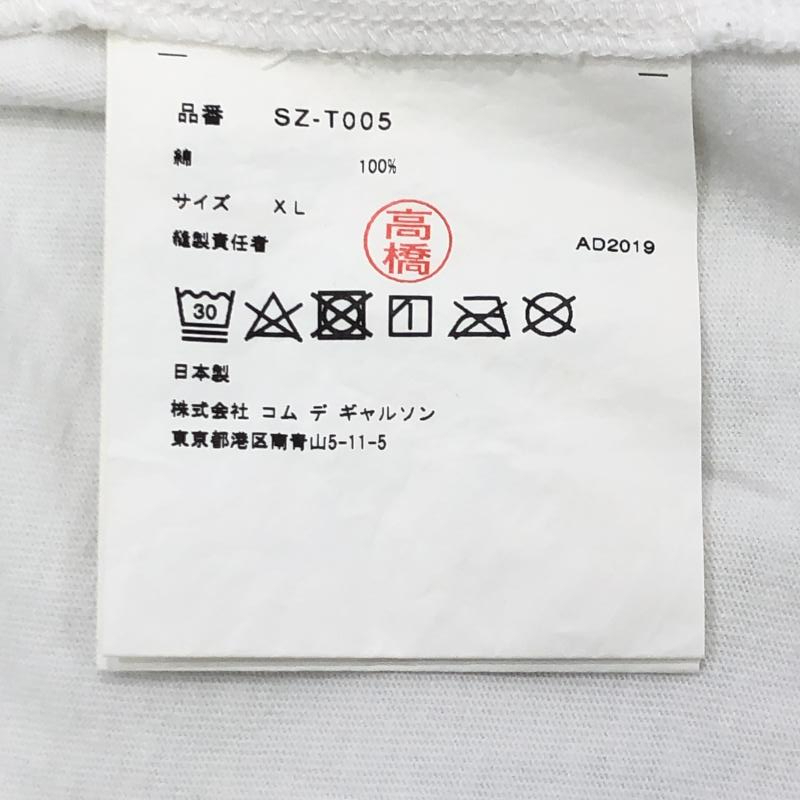 品番 SZ-T005
綿 100%
サイズ XL
縫製責任者 高橋 AD2019
30
日本製
株式会社 コム デ ギャルソン
東京都港区南青山5-11-5